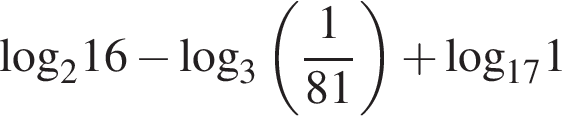 log₂16 − log₃(1/81) + log₁₇1